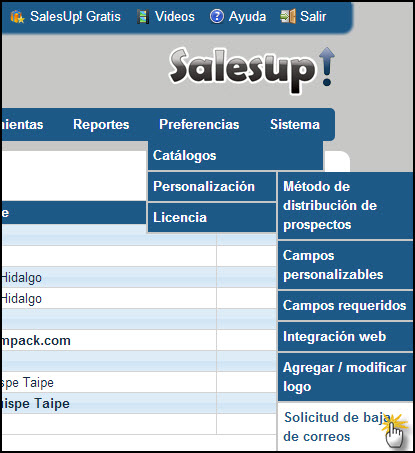 SalesUp! Gratis Videos Ayuda Salir
Salesup!
mientas Reportes Preferencias Sistema
Catálogos
Personalización
Licencia
Método de
distribución de
prospectos
Campos
personalizables
Campos requeridos
Integración web
Agregar / modificar
logo
Solicitud de baja
de correos
e
Hidalgo
Hidalgo
mpack.com
ispe Taipe
uispe Taipe